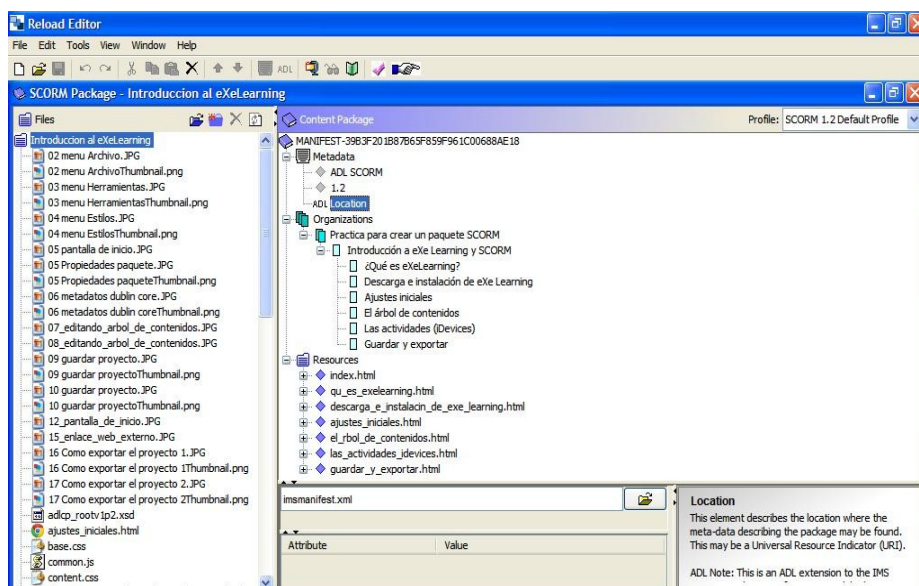 Reload Editor
File Edit Tools View Window Help
ADL
SCORM Package - Introduccion al eXeLearning
Files
Introduccion al eXeLearning
02 menu Archivo.JPG
02 menu ArchivoThumbnail.png
03 menu Herramientas.JPG
03 menu HerramientasThumbnail.png
04 menu Estilos.JPG
04 menu EstilosThumbnail.png
05 pantalla de inicio.JPG
05 Propiedades paquete.JPG
05 Propiedades paqueteThumbnail.png
06 metadatos dublin core.JPG
06 metadatos dublin coreThumbnail.png
07_editando_arbol_de_contenidos.JPG
08_editando_arbol_de_contenidos.JPG
09 guardar proyecto.JPG
09 guardar proyectoThumbnail.png
10 guardar proyecto.JPG
10 guardar proyectoThumbnail.png
12_pantalla_de_inicio.JPG
15_enlace_web_externo.JPG
16 Como exportar el proyecto 1.JPG
16 Como exportar el proyecto 1Thumbnail.png
17 Como exportar el proyecto 2.JPG
17 Como exportar el proyecto 2Thumbnail.png
adlcp_rootv1p2.xsd
ajustes_iniciales.html
base.css
common.js
content.css
Content Package
Profile: SCORM 1.2 Default Profile
MANIFEST-39B3F201B87B65F859F961C00688AE18
Metadata
ADL SCORM
1.2
ADL Location
Organizations
Practica para crear un paquete SCORM
Introducción a eXe Learning y SCORM
¿Qué es eXeLearning?
Descarga e instalación de eXe Learning
Ajustes iniciales
El árbol de contenidos
Las actividades (iDevices)
Guardar y exportar
Resources
index.html
qu_es_exelearning.html
descarga_e_instalacin_de_exe_learning.html
ajustes_iniciales.html
el_rbol_de_contenidos.html
las_actividades_idevices.html
guardar_y_exportar.html
imsmanifest.xml
Attribute Value
Location
This element describes the location where the
meta-data describing the package may be found.
This may be a Universal Resource Indicator (URI).
ADL Note: This is an ADL extension to the IMS